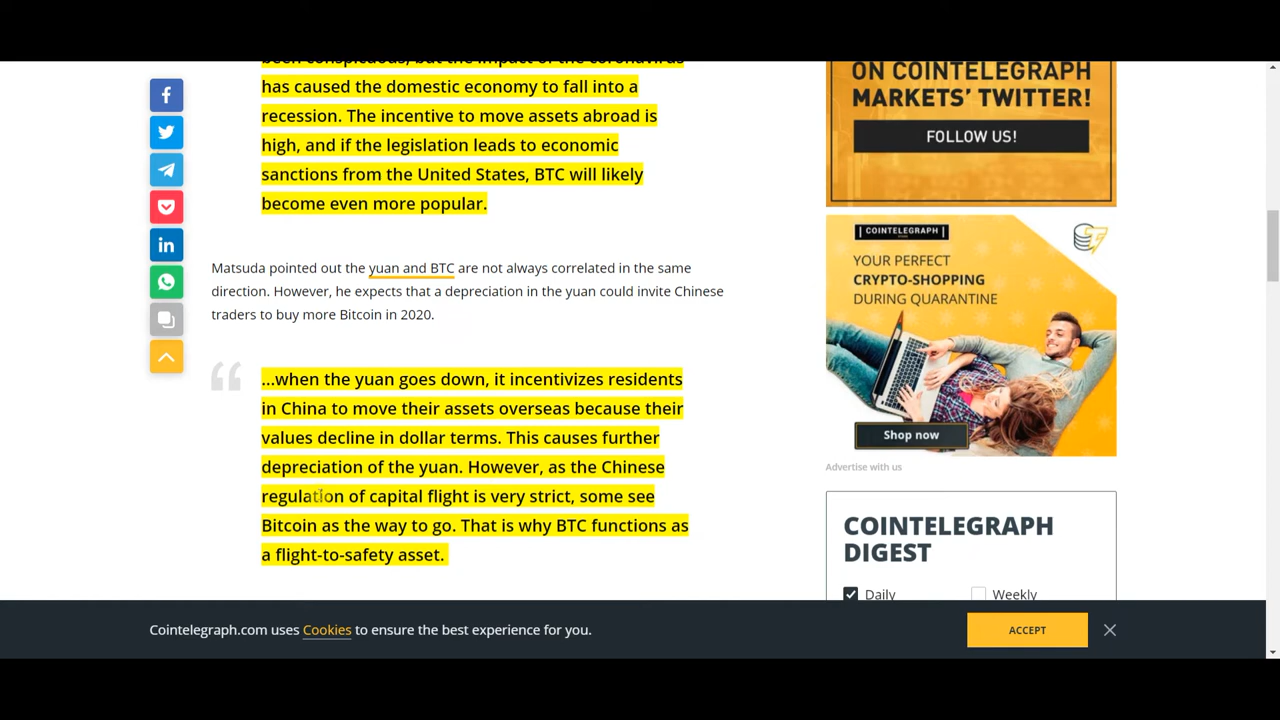 been conspicuous, but the impact of the coronavirus
has caused the domestic economy to fall into a
recession. The incentive to move assets abroad is
high, and if the legislation leads to economic
sanctions from the United States, BTC will likely
become even more popular.
Matsuda pointed out the yuan and BTC are not always correlated in the same
direction. However, he expects that a depreciation in the yuan could invite Chinese
traders to buy more Bitcoin in 2020.
...when the yuan goes down, it incentivizes residents
in China to move their assets overseas because their
values decline in dollar terms. This causes further
depreciation of the yuan. However, as the Chinese
regulation of capital flight is very strict, some see
Bitcoin as the way to go. That is why BTC functions as
a flight-to-safety asset.
ON COINTELEGRAPH
MARKETS' TWITTER!
FOLLOW US!
COINTELEGRAPH
YOUR PERFECT
CRYPTO-SHOPPING
DURING QUARANTINE
Shop now
Advertise with us
COINTELEGRAPH
DIGEST
Daily
Weekly
Cointelegraph.com uses Cookies to ensure the best experience for you.
ACCEPT